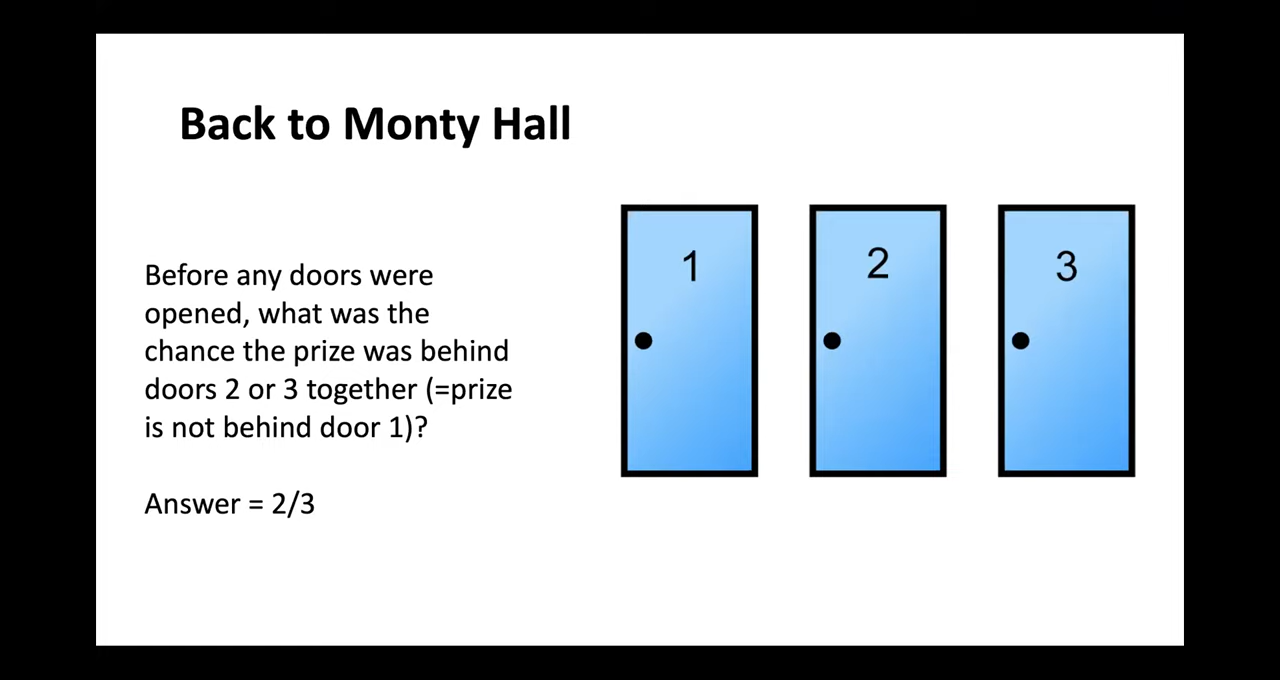 Back to Monty Hall
Before any doors were
opened, what was the
chance the prize was behind
doors 2 or 3 together (=prize
is not behind door 1)?
Answer = 2/3
1
2
3